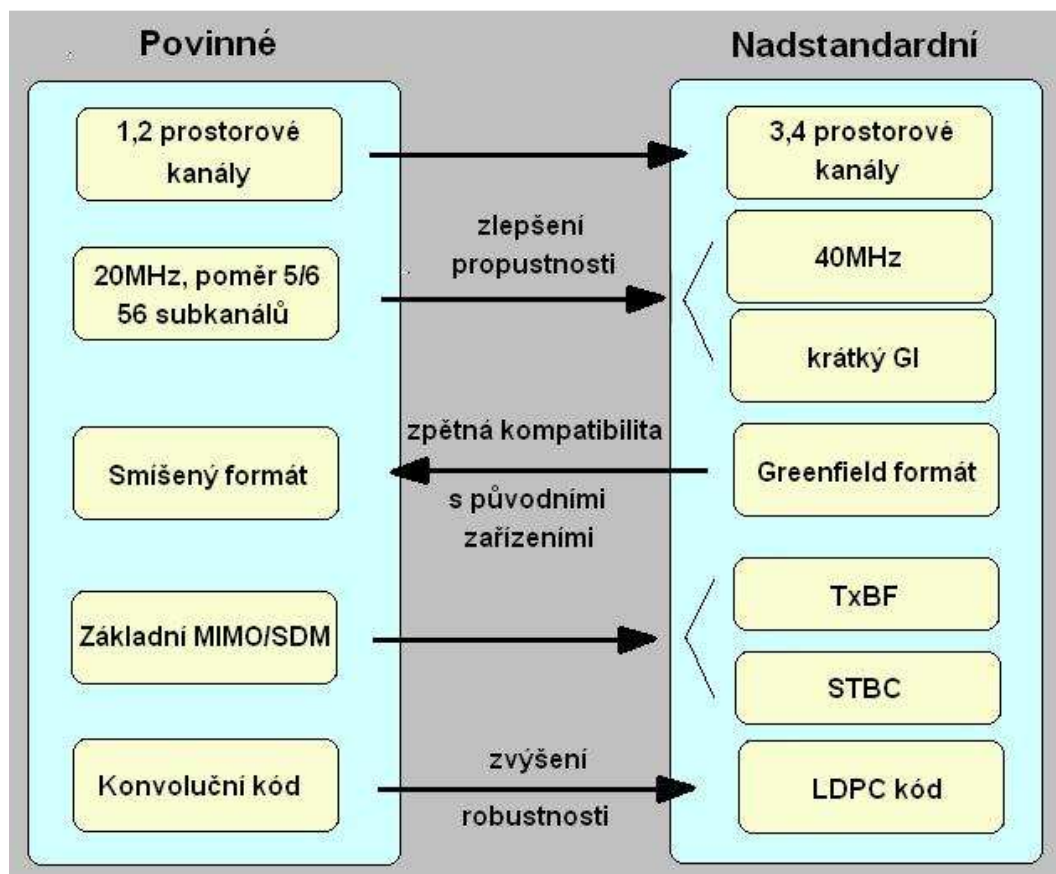 Povinné
Nadstandardní
1,2 prostorové
kanály
3,4 prostorové
kanály
zlepšení
propustnosti
20MHz, poměr 5/6
56 subkanálů
40MHz
krátký GI
zpětná kompatibilita
s původními
zařízeními
Smíšený formát
Greenfield formát
Základní MIMO/SDM
TxBF
STBC
Konvoluční kód
zvýšení
robustnosti
LDPC kód